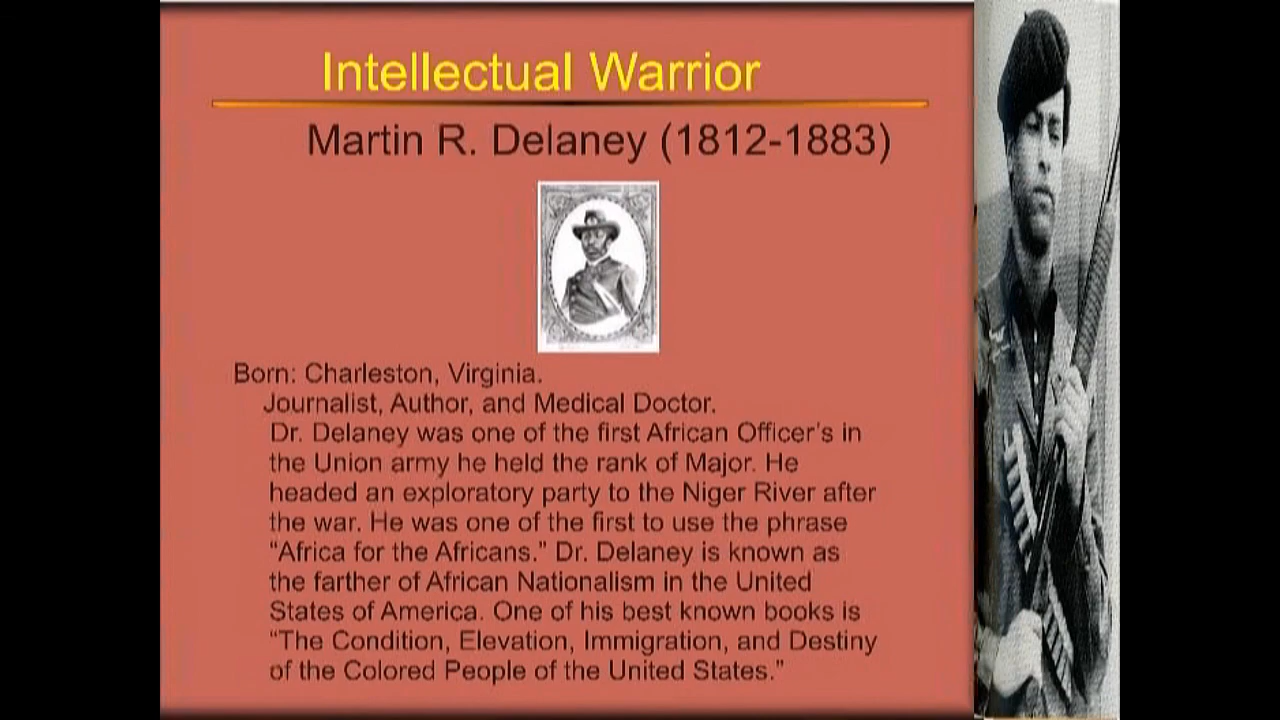 Intellectual Warrior
Martin R. Delaney (1812-1883)
Born: Charleston, Virginia.
Journalist, Author, and Medical Doctor.
Dr. Delaney was one of the first African Officer's in
the Union army he held the rank of Major. He
headed an exploratory party to the Niger River after
the war. He was one of the first to use the phrase
“Africa for the Africans.” Dr. Delaney is known as
the farther of African Nationalism in the United
States of America. One of his best known books is
“The Condition, Elevation, Immigration, and Destiny
of the Colored People of the United States.”